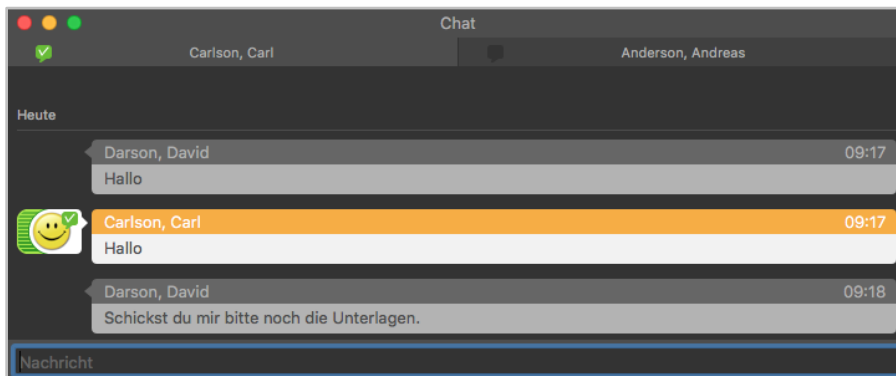 Chat
Carlson, Carl
Anderson, Andreas
Heute
Darson, David 09:17
Hallo
Carlson, Carl 09:17
Hallo
Darson, David 09:18
Schickst du mir bitte noch die Unterlagen.
Nachricht